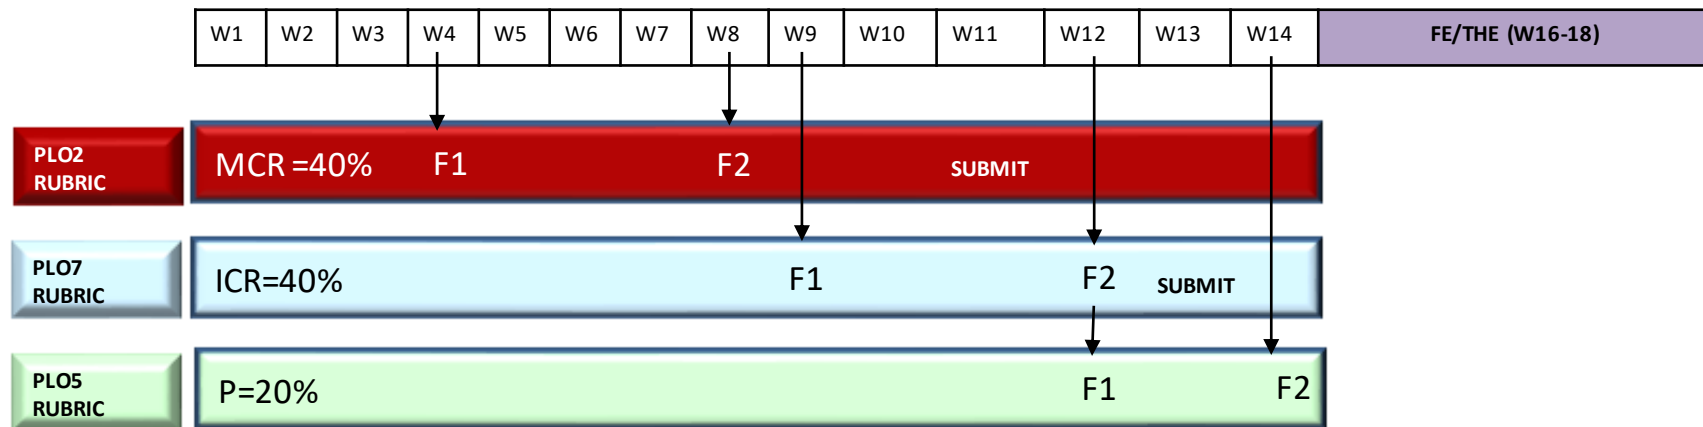 W1 W2 W3 W4 W5 W6 W7 W8 W9 W10 W11 W12 W13 W14 FE/THE (W16-18)
PLO2
RUBRIC
MCR =40% F1 F2 SUBMIT
PLO7
RUBRIC
ICR=40% F1 F2 SUBMIT
PLO5
RUBRIC
P=20% F1 F2